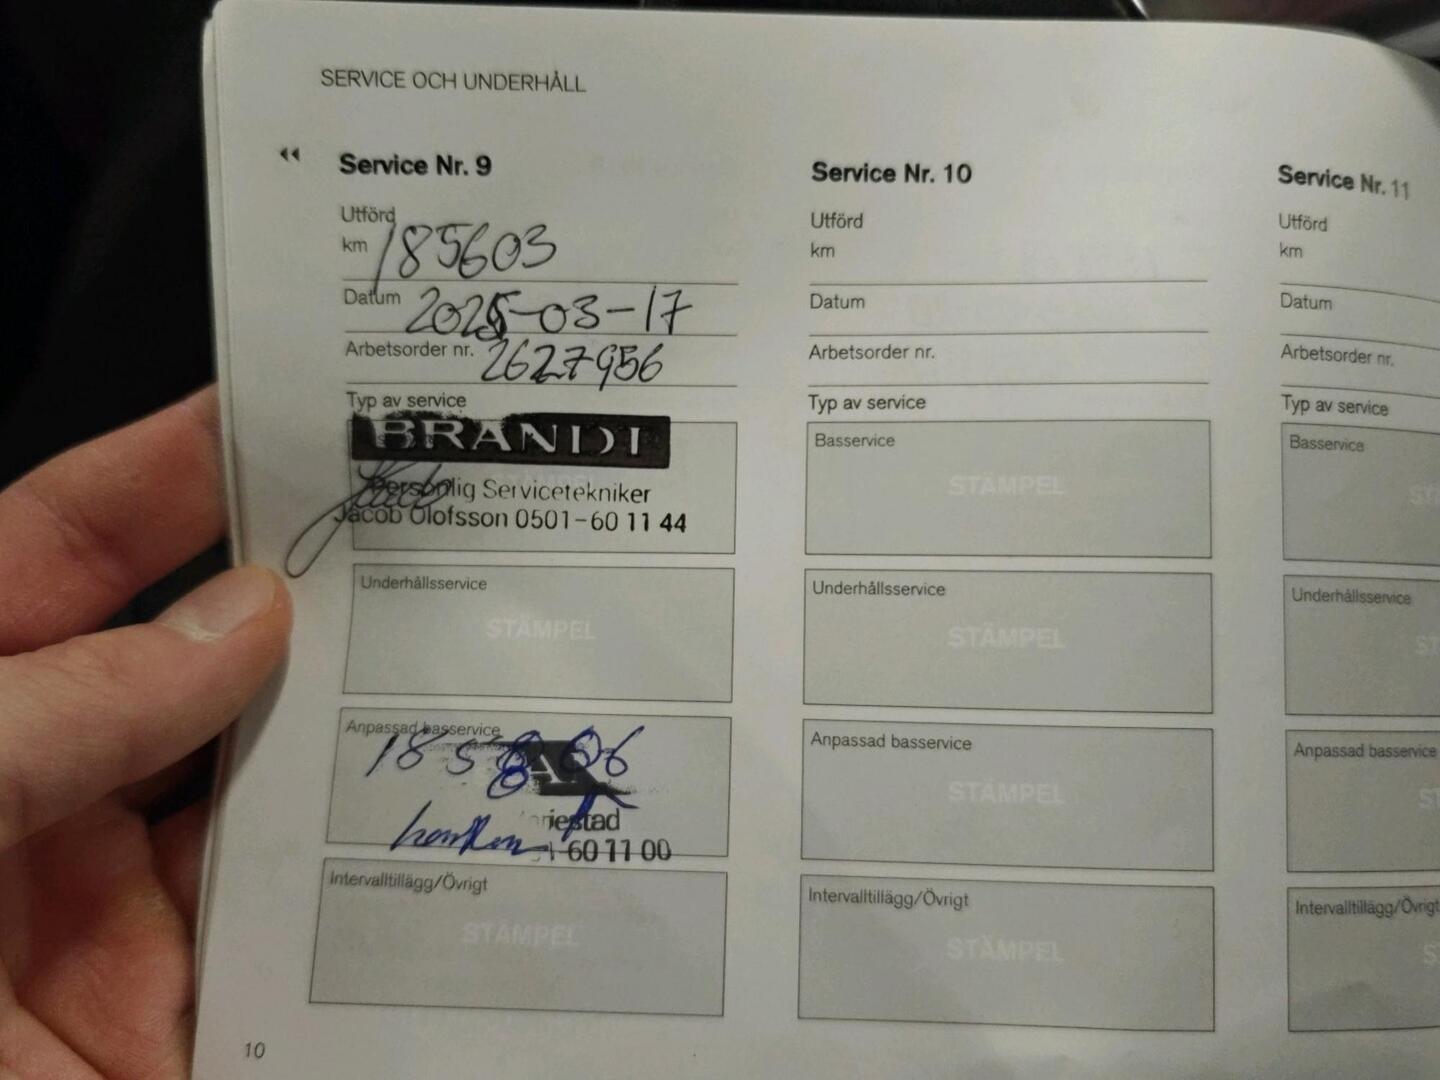 SERVICE OCH UNDERHÅLL
Service Nr. 9
Utförd
km 185603
Datum 2025-03-17
Arbetsorder nr. 2627956
Typ av service
BRANDI
Personlig Servicetekniker
Jacob Olofsson 0501-60 11 44
Underhållsservice
STÄMPEL
Anpassad basservice
60 11 00
Intervalltillägg/Övrigt
STÄMPEL
Service Nr. 10
Utförd
km
Datum
Arbetsorder nr.
Typ av service
Basservice
STÄMPEL
Underhållsservice
STÄMPEL
Anpassad basservice
STÄMPEL
Intervalltillägg/Övrigt
STÄMPEL
Service Nr. 11
Utförd
km
Datum
Arbetsorder nr.
Typ av service
Basservice
Underhållsservice
Anpassad basservice
Intervalltillägg/Övrigt
10